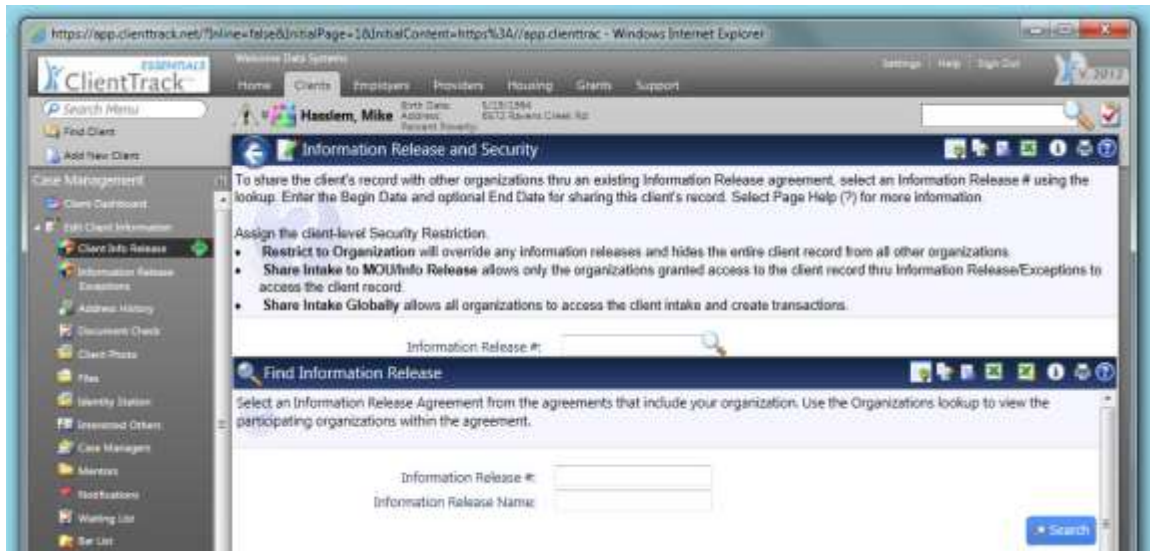 https://app.clienttrack.net/?inline=false&InitialPage=1&InitialContent=https%3A//app.clienttrac - Windows Internet Explorer
ESSENTIALS
ClientTrack
Welcome Data Systems
Settings | Help | Sign Out
V. 2012
Home Clients Employers Providers Housing Grants Support
Search Menu
Find Client
Add New Client
Hasslem, Mike
Birth Date:
Address:
Percent Poverty:
Case Management
Client Dashboard
Edit Client Information
Client Info Release
Information Release
Exceptions
Address History
Document Check
Client Photo
Files
Identity Station
Interested Others
Case Managers
Mentors
Notifications
Waiting List
Bar List
Information Release and Security
To share the client's record with other organizations thru an existing Information Release agreement, select an Information Release # using the
lookup. Enter the Begin Date and optional End Date for sharing this client's record. Select Page Help (?) for more information
Assign the client-level Security Restriction.
• Restrict to Organization will override any information releases and hides the entire client record from all other organizations.
• Share Intake to MOU/Info Release allows only the organizations granted access to the client record thru Information Release/Exceptions to
access the client record.
• Share Intake Globally allows all organizations to access the client intake and create transactions.
Information Release #:
Find Information Release
Select an Information Release Agreement from the agreements that include your organization. Use the Organizations lookup to view the
participating organizations within the agreement.
Information Release #:
Information Release Name:
Search